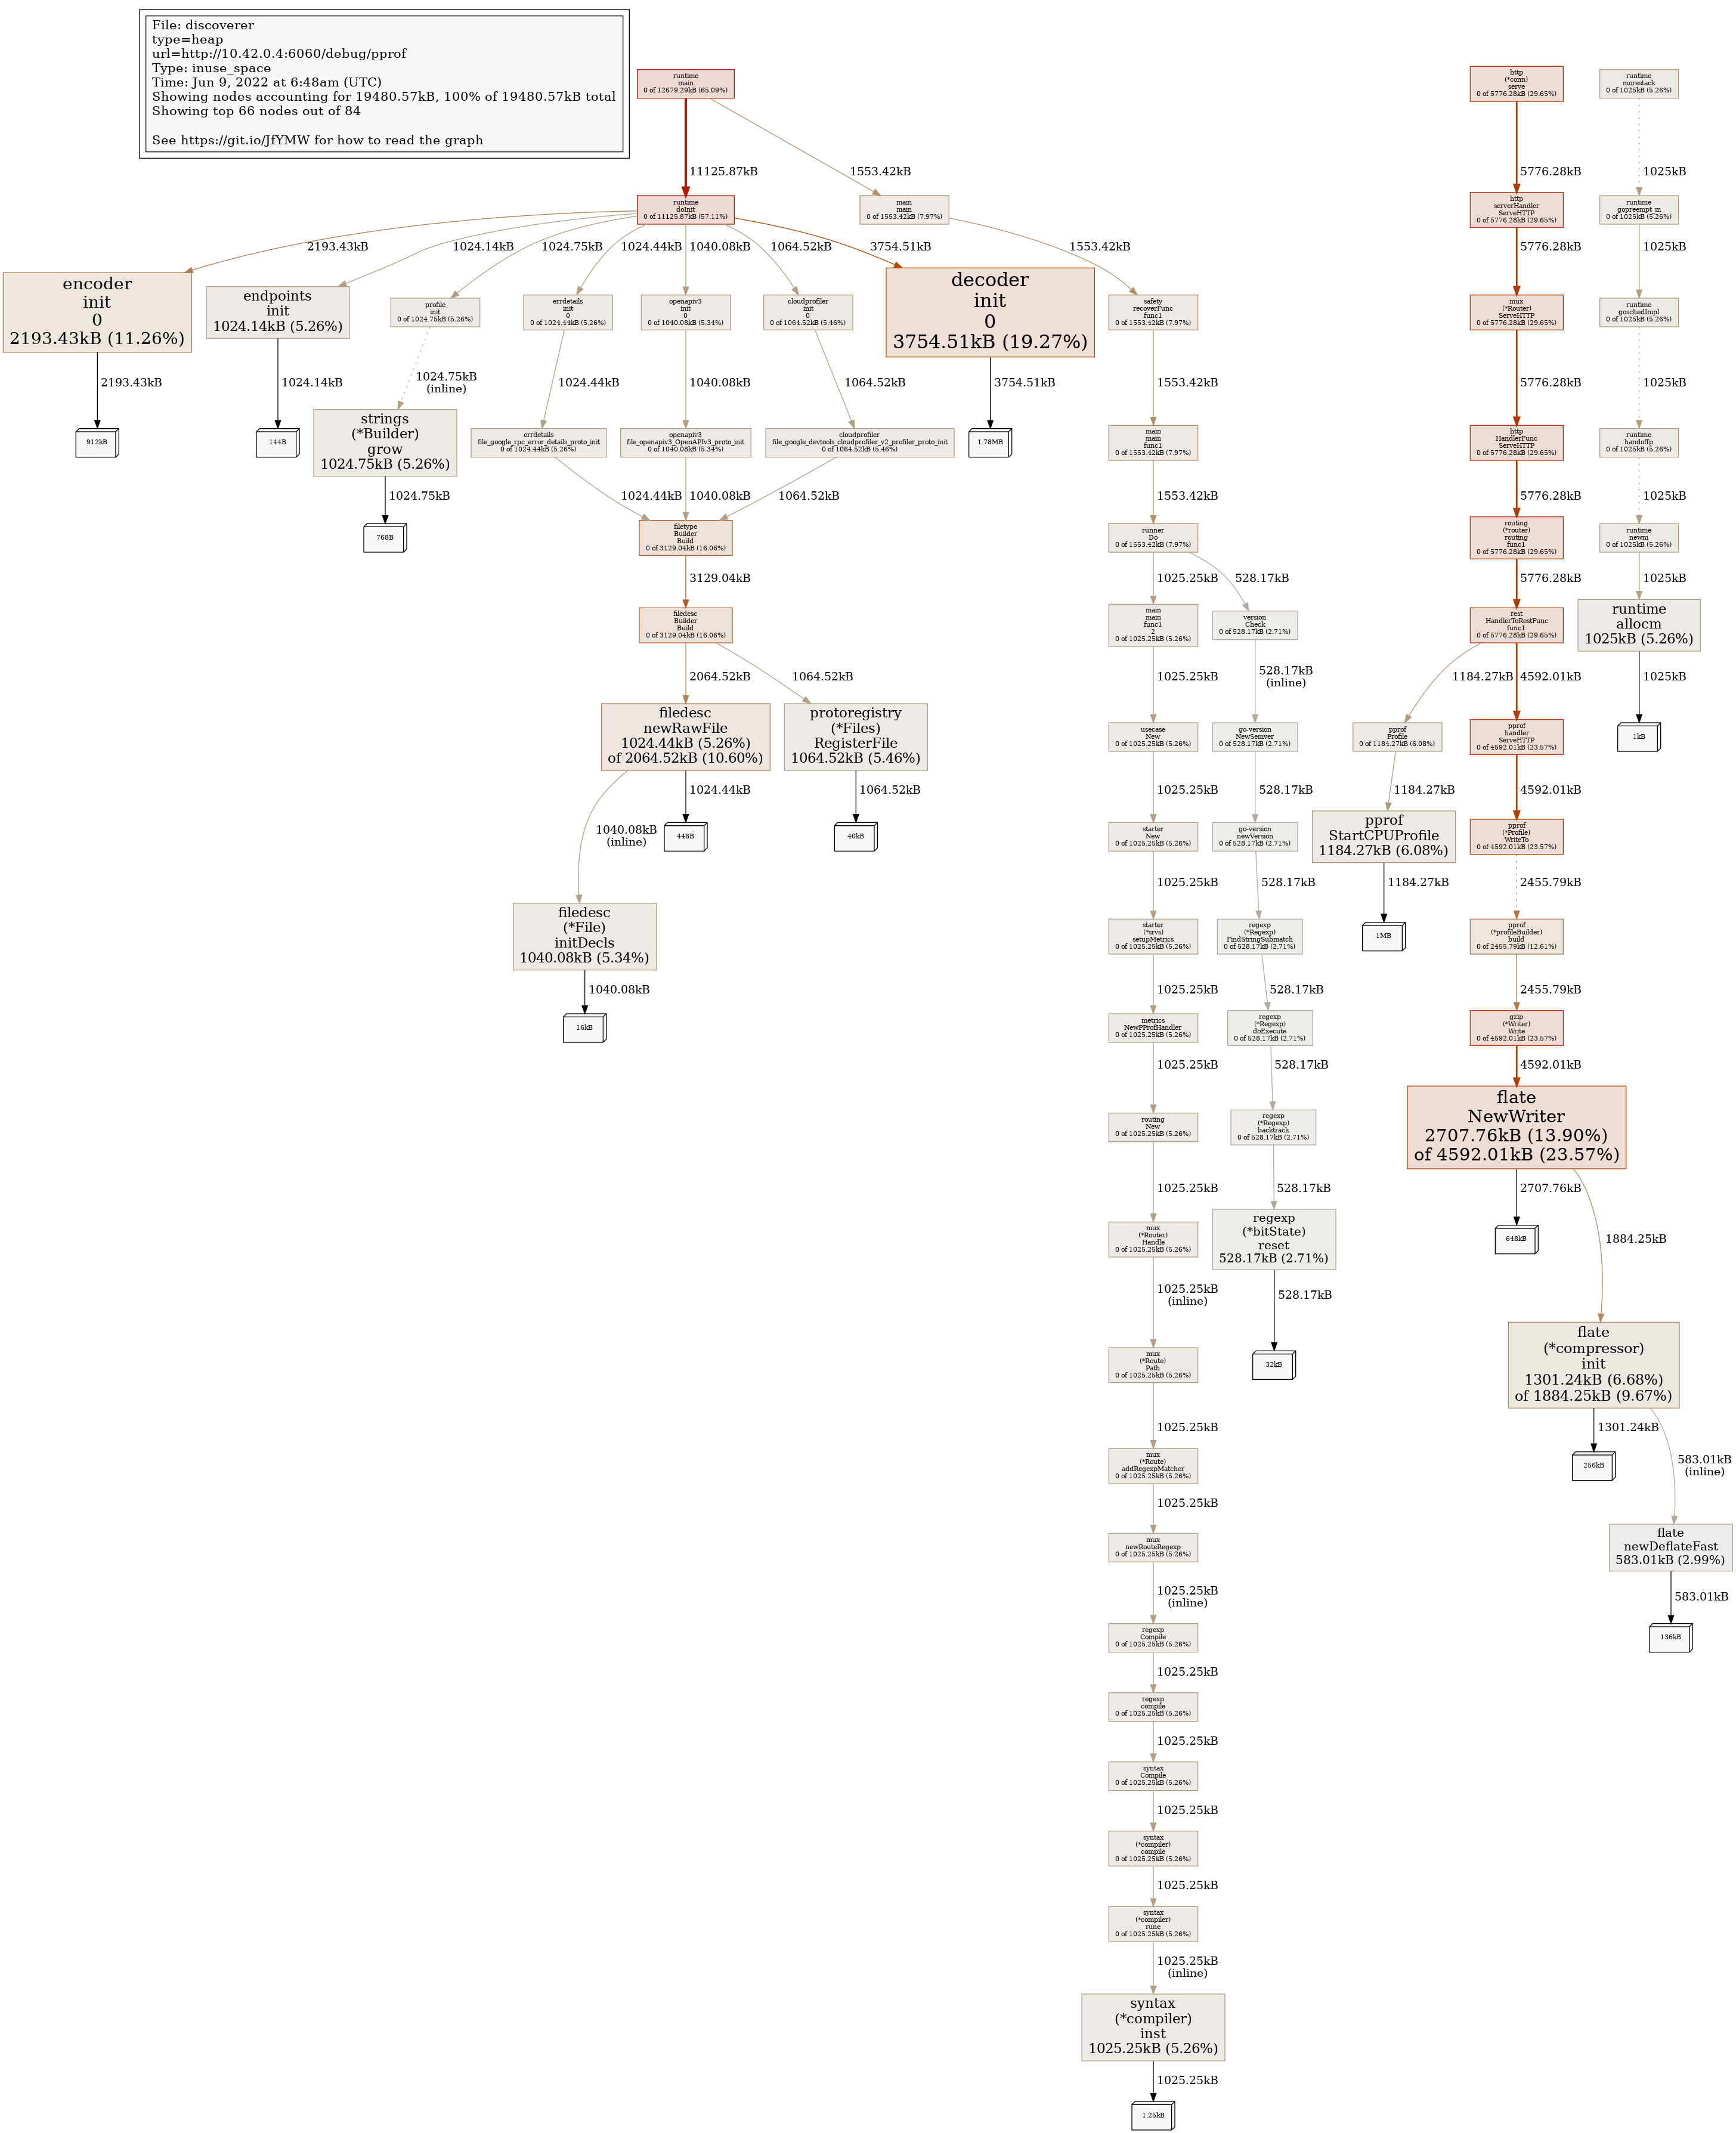 File: discoverer
type=heap
url=http://10.42.0.4:6060/debug/pprof
Type: inuse_space
Time: Jun 9, 2022 at 6:48am (UTC)
Showing nodes accounting for 19480.57kB, 100% of 19480.57kB total
Showing top 66 nodes out of 84
See https://git.io/JfYMW for how to read the graph
runtime
main
0 of 12679.29kB (65.09%)
http
(*conn)
serve
0 of 5776.28kB (29.65%)
runtime
morestack
0 of 1025kB (5.26%)
11125.87kB
1553.42kB
5776.28kB
1025kB
runtime
doInit
0 of 11125.87kB (57.11%)
main
main
0 of 1553.42kB (7.97%)
http
serverHandler
ServeHTTP
0 of 5776.28kB (29.65%)
runtime
gopreempt_m
0 of 1025kB (5.26%)
2193.43kB
1024.14kB
1024.75kB
1024.44kB
1040.08kB
1064.52kB
3754.51kB
1553.42kB
5776.28kB
1025kB
encoder
init
0
2193.43kB (11.26%)
endpoints
init
1024.14kB (5.26%)
profile
init
0 of 1024.75kB (5.26%)
errdetails
init
0
0 of 1024.44kB (5.26%)
openapiv3
init
0
0 of 1040.08kB (5.34%)
cloudprofiler
init
0
0 of 1064.52kB (5.46%)
decoder
init
0
3754.51kB (19.27%)
safety
recoverFunc
func1
0 of 1553.42kB (7.97%)
mux
(*Router)
ServeHTTP
0 of 5776.28kB (29.65%)
runtime
goschedImpl
0 of 1025kB (5.26%)
2193.43kB
1024.14kB
1024.75kB
(inline)
1024.44kB
1040.08kB
1064.52kB
3754.51kB
1553.42kB
5776.28kB
1025kB
912kB
144B
strings
(*Builder)
grow
1024.75kB (5.26%)
errdetails
file_google_rpc_error_details_proto_init
0 of 1024.44kB (5.26%)
openapiv3
file_openapiv3_OpenAPIv3_proto_init
0 of 1040.08kB (5.34%)
cloudprofiler
file_google_devtools_cloudprofiler_v2_profiler_proto_init
0 of 1064.52kB (5.46%)
1.78MB
main
main
func1
0 of 1553.42kB (7.97%)
http
HandlerFunc
ServeHTTP
0 of 5776.28kB (29.65%)
runtime
handoffp
0 of 1025kB (5.26%)
1024.75kB
1024.44kB
1040.08kB
1064.52kB
1553.42kB
5776.28kB
1025kB
768B
filetype
Builder
Build
0 of 3129.04kB (16.06%)
runner
Do
0 of 1553.42kB (7.97%)
routing
(*router)
routing
func1
0 of 5776.28kB (29.65%)
runtime
newm
0 of 1025kB (5.26%)
3129.04kB
1025.25kB
528.17kB
5776.28kB
1025kB
filedesc
Builder
Build
0 of 3129.04kB (16.06%)
main
main
func1
2
0 of 1025.25kB (5.26%)
version
Check
0 of 528.17kB (2.71%)
rest
HandlerToRestFunc
func1
0 of 5776.28kB (29.65%)
runtime
allocm
1025kB (5.26%)
2064.52kB
1064.52kB
1025.25kB
528.17kB
(inline)
1184.27kB
4592.01kB
1025kB
filedesc
newRawFile
1024.44kB (5.26%)
of 2064.52kB (10.60%)
protoregistry
(*Files)
RegisterFile
1064.52kB (5.46%)
usecase
New
0 of 1025.25kB (5.26%)
go-version
NewSemver
0 of 528.17kB (2.71%)
pprof
Profile
0 of 1184.27kB (6.08%)
pprof
handler
ServeHTTP
0 of 4592.01kB (23.57%)
1kB
1040.08kB
(inline)
1024.44kB
1064.52kB
1025.25kB
528.17kB
1184.27kB
4592.01kB
448B
40kB
starter
New
0 of 1025.25kB (5.26%)
go-version
newVersion
0 of 528.17kB (2.71%)
pprof
StartCPUProfile
1184.27kB (6.08%)
pprof
(*Profile)
WriteTo
0 of 4592.01kB (23.57%)
1025.25kB
528.17kB
1184.27kB
2455.79kB
filedesc
(*File)
initDecls
1040.08kB (5.34%)
starter
(*srvs)
setupMetrics
0 of 1025.25kB (5.26%)
regexp
(*Regexp)
FindStringSubmatch
0 of 528.17kB (2.71%)
1MB
pprof
(*profileBuilder)
build
0 of 2455.79kB (12.61%)
1040.08kB
1025.25kB
528.17kB
2455.79kB
16kB
metrics
NewPProfHandler
0 of 1025.25kB (5.26%)
regexp
(*Regexp)
doExecute
0 of 528.17kB (2.71%)
gzip
(*Writer)
Write
0 of 4592.01kB (23.57%)
1025.25kB
528.17kB
4592.01kB
routing
New
0 of 1025.25kB (5.26%)
regexp
(*Regexp)
backtrack
0 of 528.17kB (2.71%)
flate
NewWriter
2707.76kB (13.90%)
of 4592.01kB (23.57%)
1025.25kB
528.17kB
2707.76kB
1884.25kB
mux
(*Router)
Handle
0 of 1025.25kB (5.26%)
regexp
(*bitState)
reset
528.17kB (2.71%)
648kB
1025.25kB
(inline)
528.17kB
mux
(*Route)
Path
0 of 1025.25kB (5.26%)
32kB
flate
(*compressor)
init
1301.24kB (6.68%)
of 1884.25kB (9.67%)
1025.25kB
1301.24kB
583.01kB
(inline)
mux
(*Route)
addRegexpMatcher
0 of 1025.25kB (5.26%)
256kB
1025.25kB
mux
newRouteRegexp
0 of 1025.25kB (5.26%)
flate
newDeflateFast
583.01kB (2.99%)
1025.25kB
(inline)
583.01kB
regexp
Compile
0 of 1025.25kB (5.26%)
136kB
1025.25kB
regexp
compile
0 of 1025.25kB (5.26%)
1025.25kB
syntax
Compile
0 of 1025.25kB (5.26%)
1025.25kB
syntax
(*compiler)
compile
0 of 1025.25kB (5.26%)
1025.25kB
syntax
(*compiler)
rune
0 of 1025.25kB (5.26%)
1025.25kB
(inline)
syntax
(*compiler)
inst
1025.25kB (5.26%)
1025.25kB
1.25kB